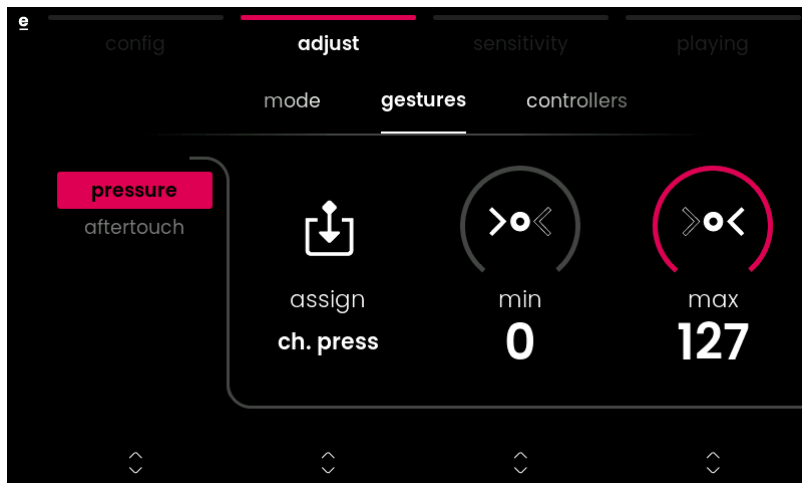 e
config adjust sensitivity playing
mode gestures controllers
pressure
aftertouch
assign min max
ch. press 0 127